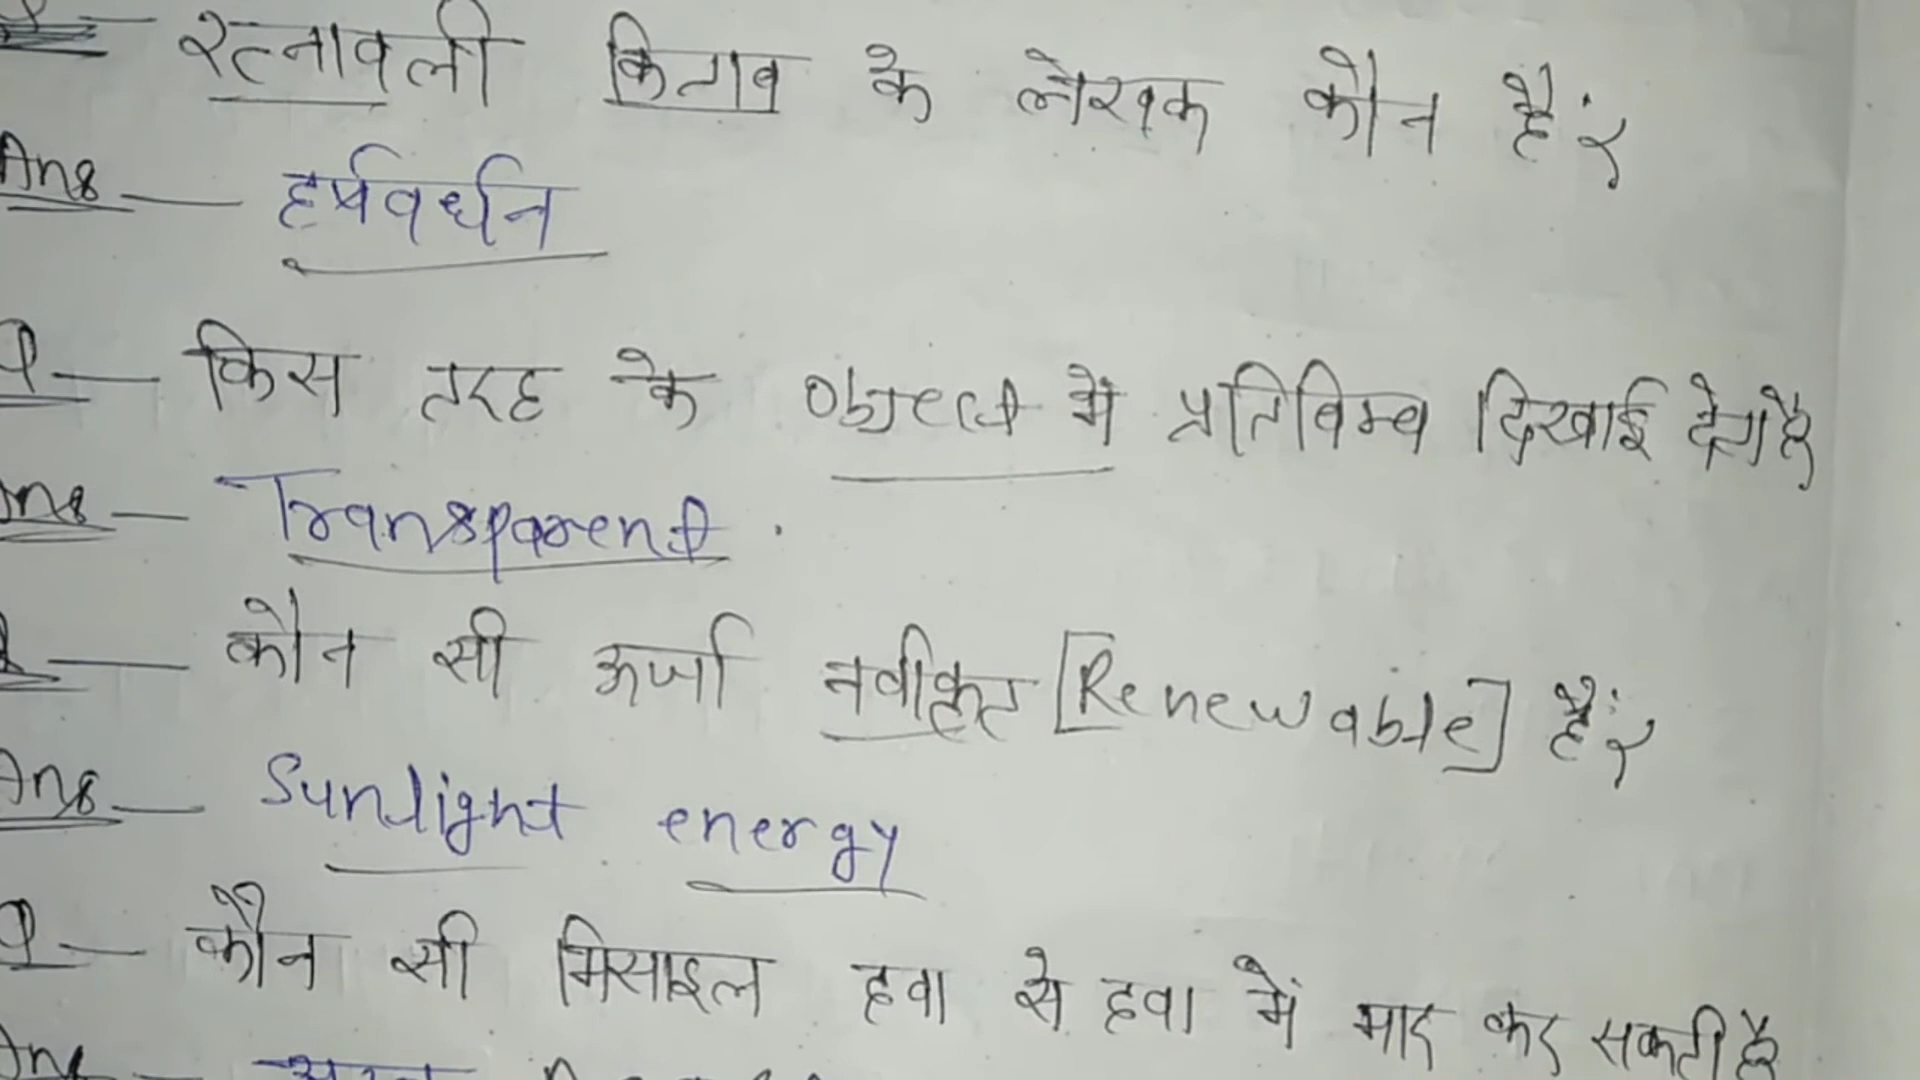 रत्नावली किताब के लेखक कौन हैं?
Ans — हर्षवर्धन
Q — किस तरह के object में प्रतिविम्व दिखाई देता है
Ans — Transparent .
Q — कौन सी ऊर्जा नवीकृत [Renewable] हैं?
Ans — Sunlight energy
Q — कौन सी मिसाइल हवा से हवा में मार कर सकती है
Ans —